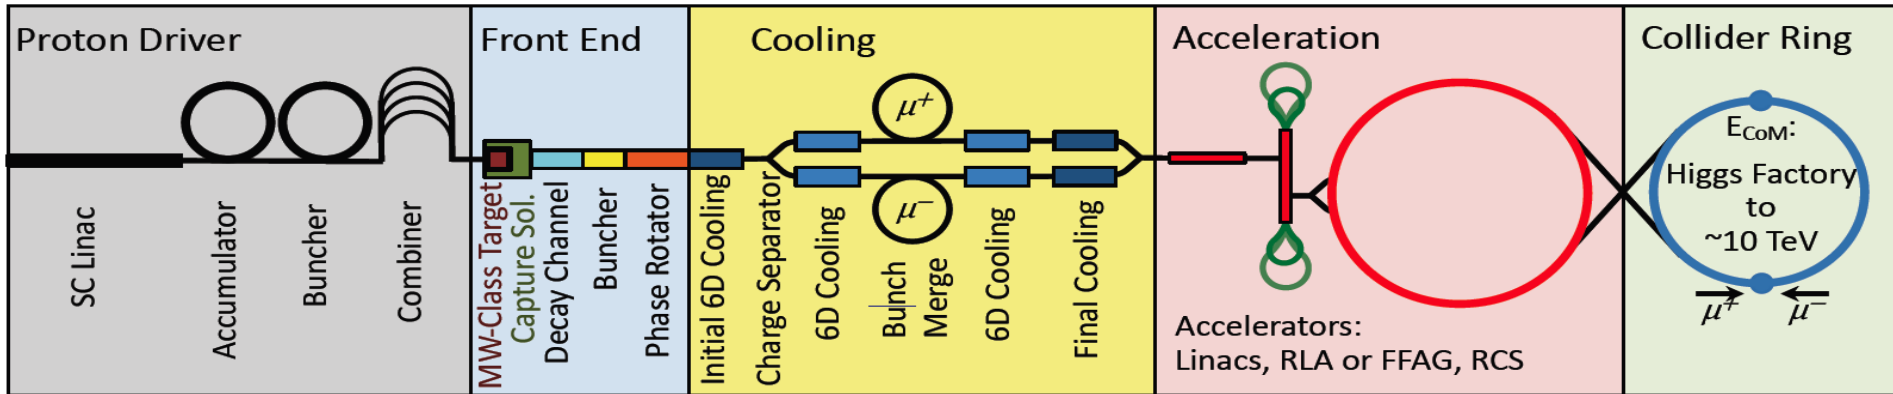 Proton Driver
SC Linac
Accumulator
Buncher
Combiner
Front End
MW-Class Target
Capture Sol.
Decay Channel
Buncher
Phase Rotator
Cooling
Initial 6D Cooling
Charge Separator
μ+
μ−
6D Cooling
Bunch
Merge
6D Cooling
Final Cooling
Acceleration
Accelerators:
Linacs, RLA or FFAG, RCS
Collider Ring
ECoM:
Higgs Factory
to
~10 TeV
μ+ μ−